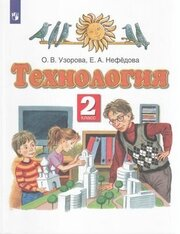 О. В. Узорова, Е. А. Нефёдова
Технология
2
класс